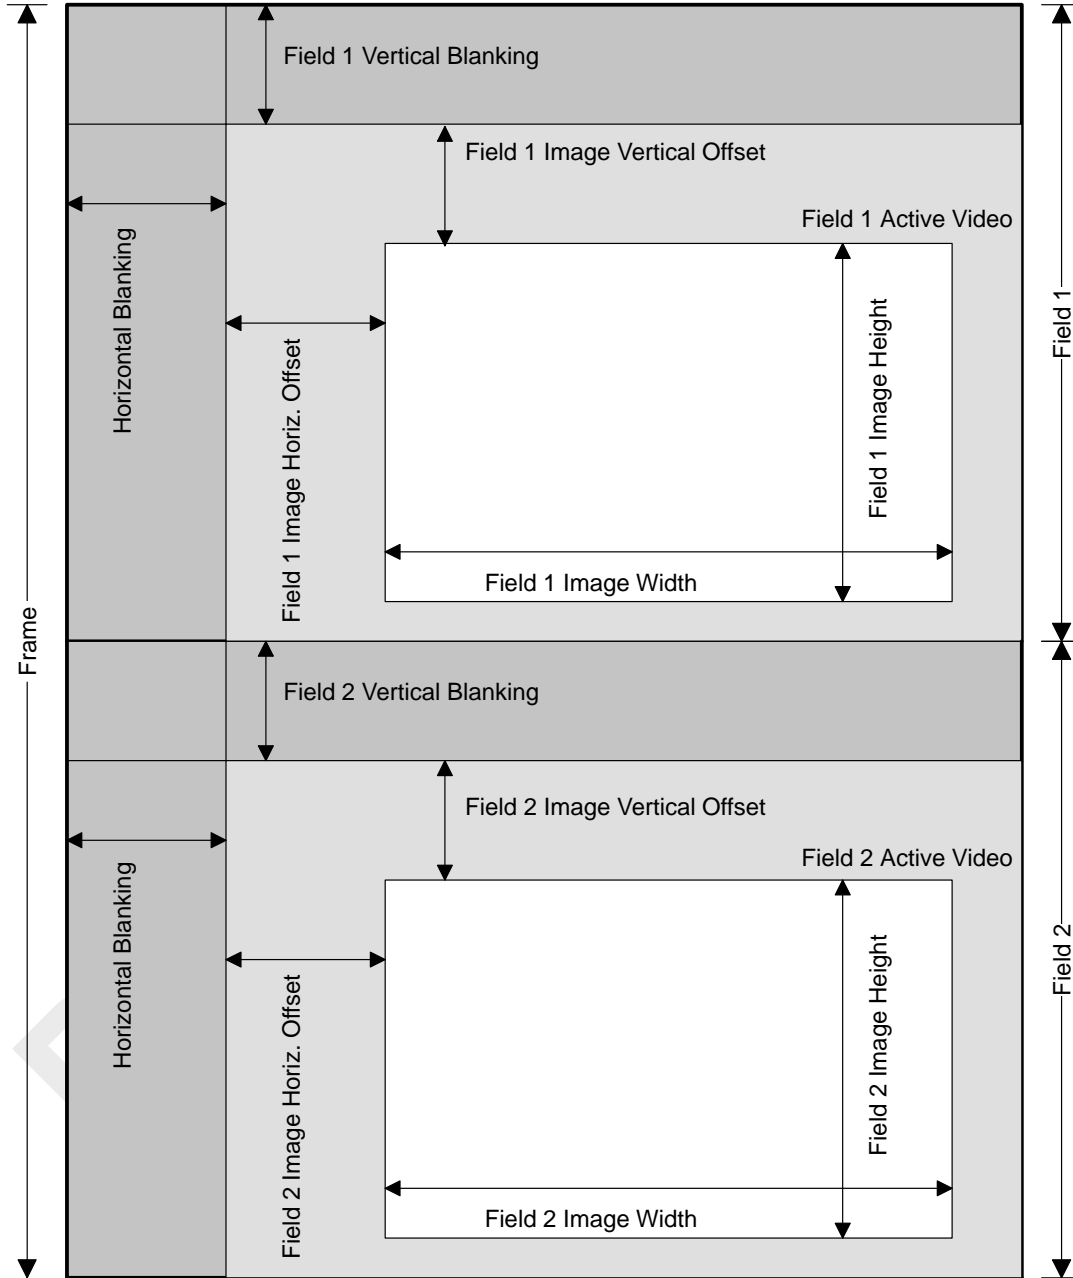 Field 1 Vertical Blanking
Field 1 Image Vertical Offset
Field 1 Active Video
Horizontal Blanking
Field 1 Image Horiz. Offset
Field 1 Image Height
Field 1
Field 1 Image Width
Frame
Field 2 Vertical Blanking
Field 2 Image Vertical Offset
Field 2 Active Video
Horizontal Blanking
Field 2 Image Horiz. Offset
Field 2 Image Height
Field 2
Field 2 Image Width